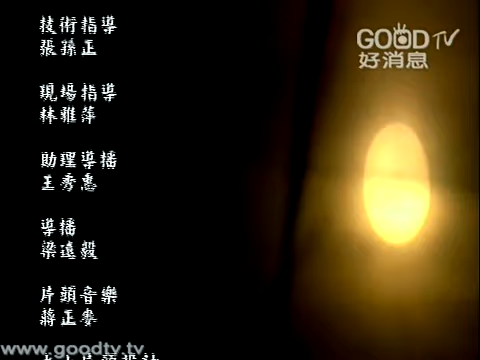 技術指導
張孫正
現場指導
林雅萍
助理導播
王秀惠
導播
梁遠毅
片頭音樂
蔣正婁
GOOD TV
好消息
www.goodtv.tv